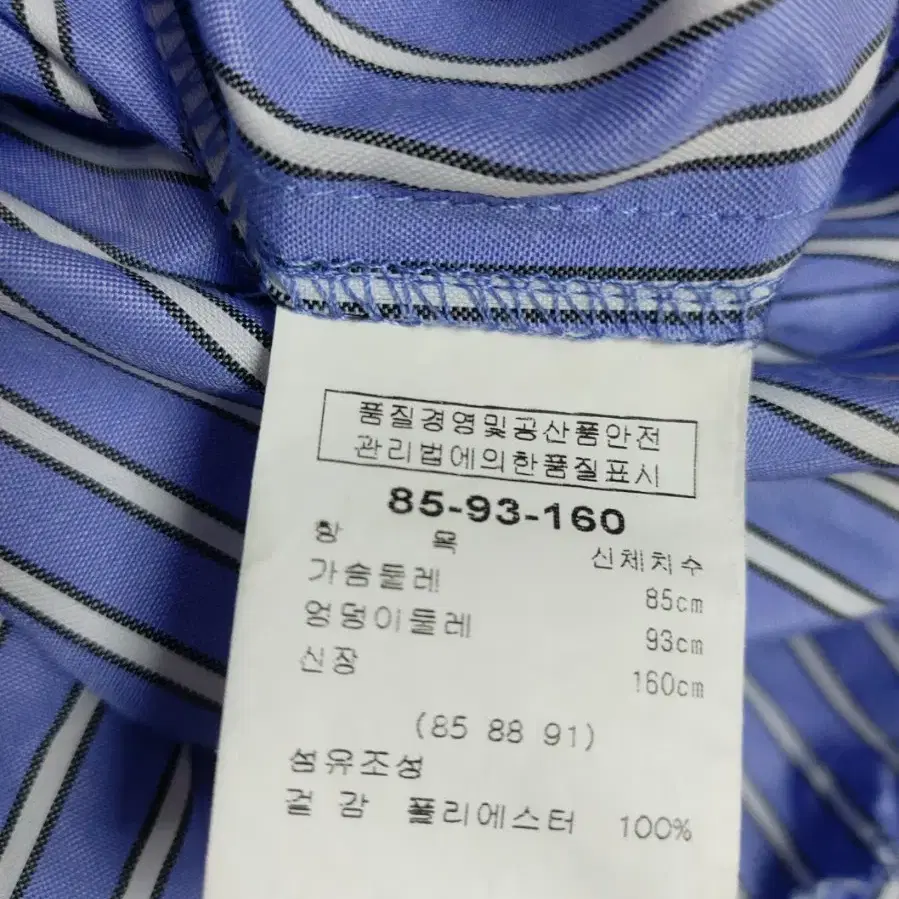 품질경영및공산품안전
관리법에의한품질표시
85-93-160
항 목 신체치수
가슴둘레 85cm
엉덩이둘레 93cm
신장 160cm
(85 88 91)
섬유조성
겉 감 폴리에스터 100%